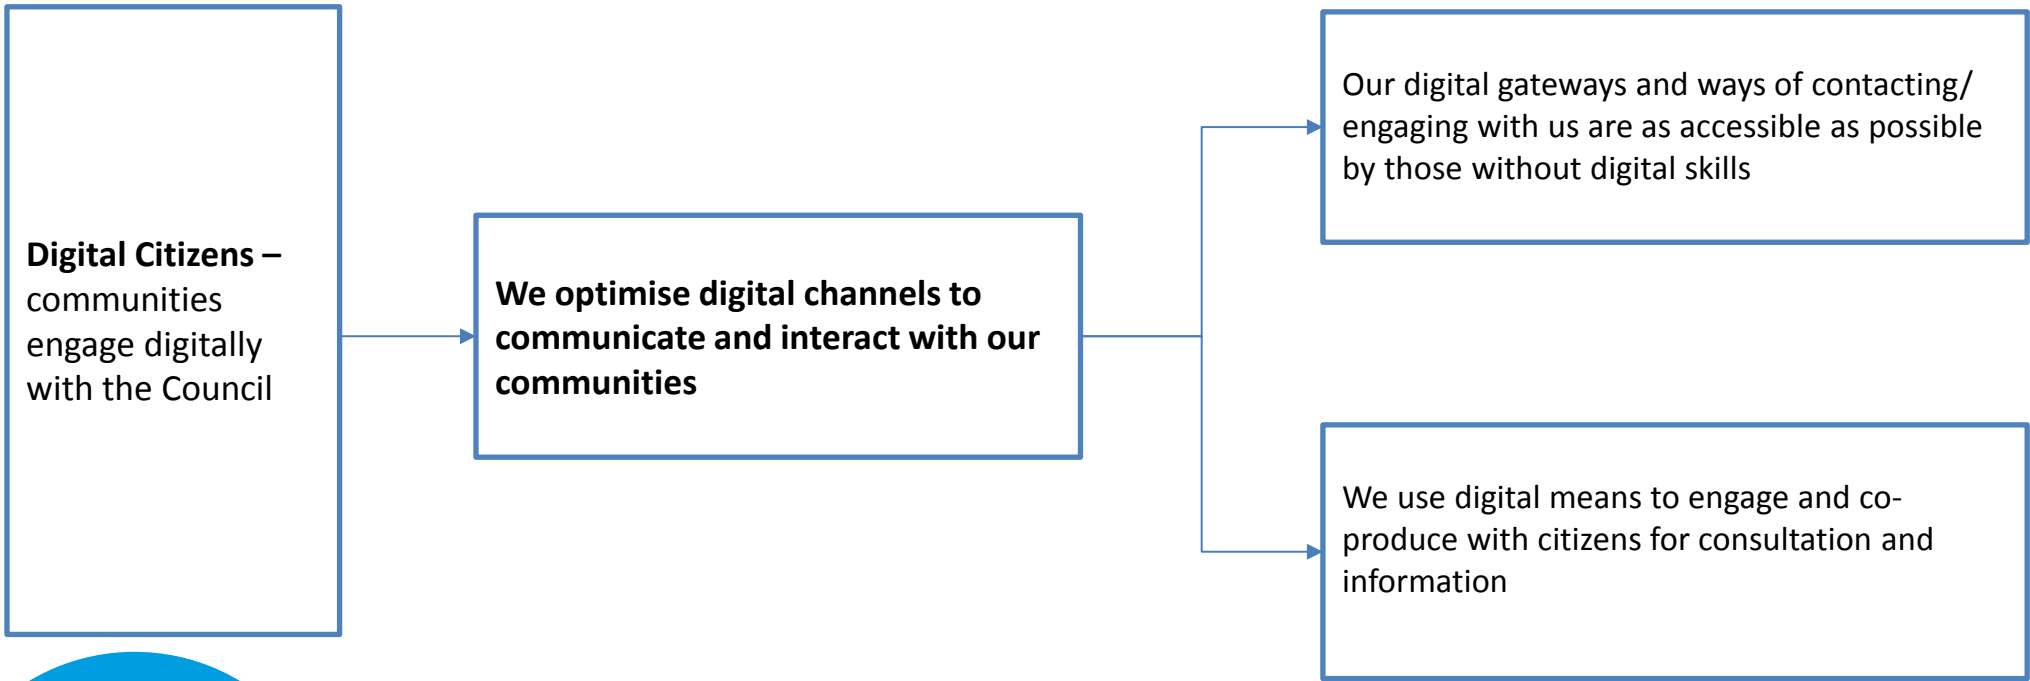 Digital Citizens –
communities
engage digitally
with the Council
We optimise digital channels to
communicate and interact with our
communities
Our digital gateways and ways of contacting/
engaging with us are as accessible as possible
by those without digital skills
We use digital means to engage and co-
produce with citizens for consultation and
information